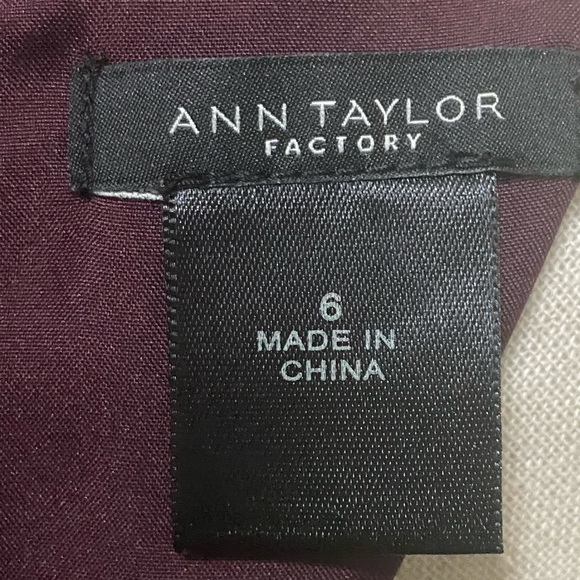 ANN TAYLOR
FACTORY
6
MADE IN
CHINA